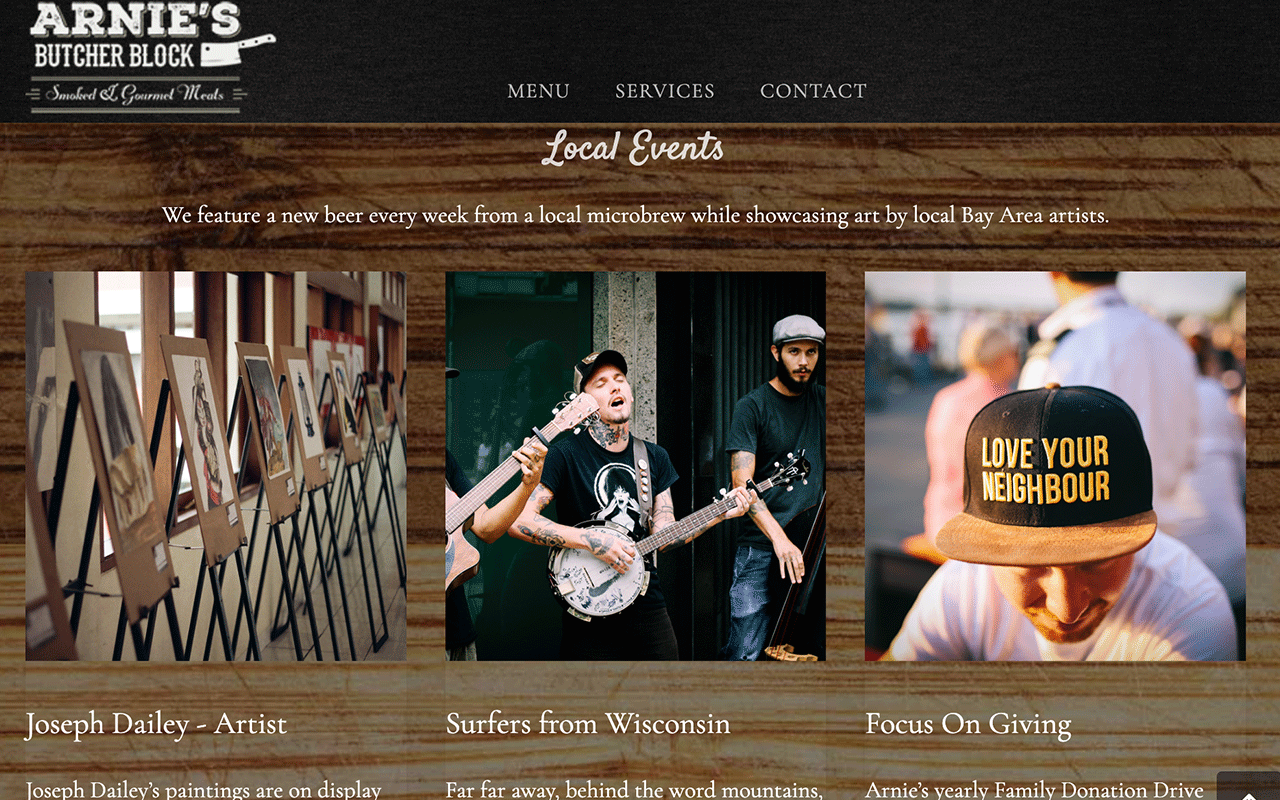 ARNIE'S
BUTCHER BLOCK
Smoked & Gourmet Meats
MENU SERVICES CONTACT
Local Events
We feature a new beer every week from a local microbrew while showcasing art by local Bay Area artists.
LOVE YOUR
NEIGHBOUR
Joseph Dailey - Artist
Surfers from Wisconsin
Focus On Giving
Joseph Dailey’s paintings are on display
Far far away, behind the word mountains,
Arnie’s yearly Family Donation Drive